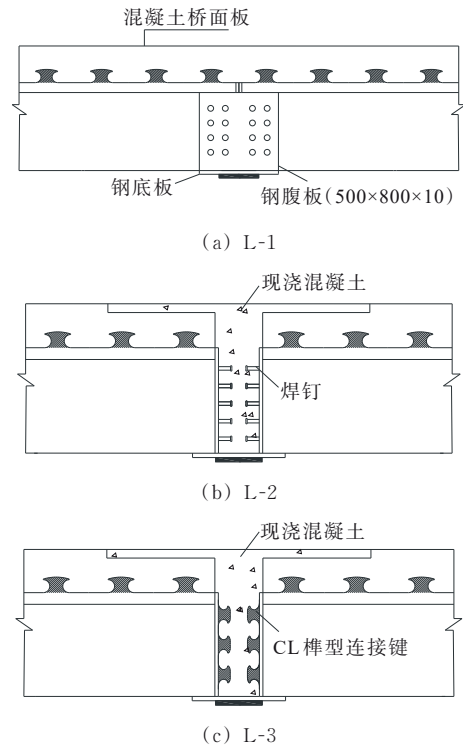 混凝土桥面板
钢底板
钢腹板(500×800×10)
(a) L-1
现浇混凝土
焊钉
(b) L-2
现浇混凝土
CL榫型连接键
(c) L-3